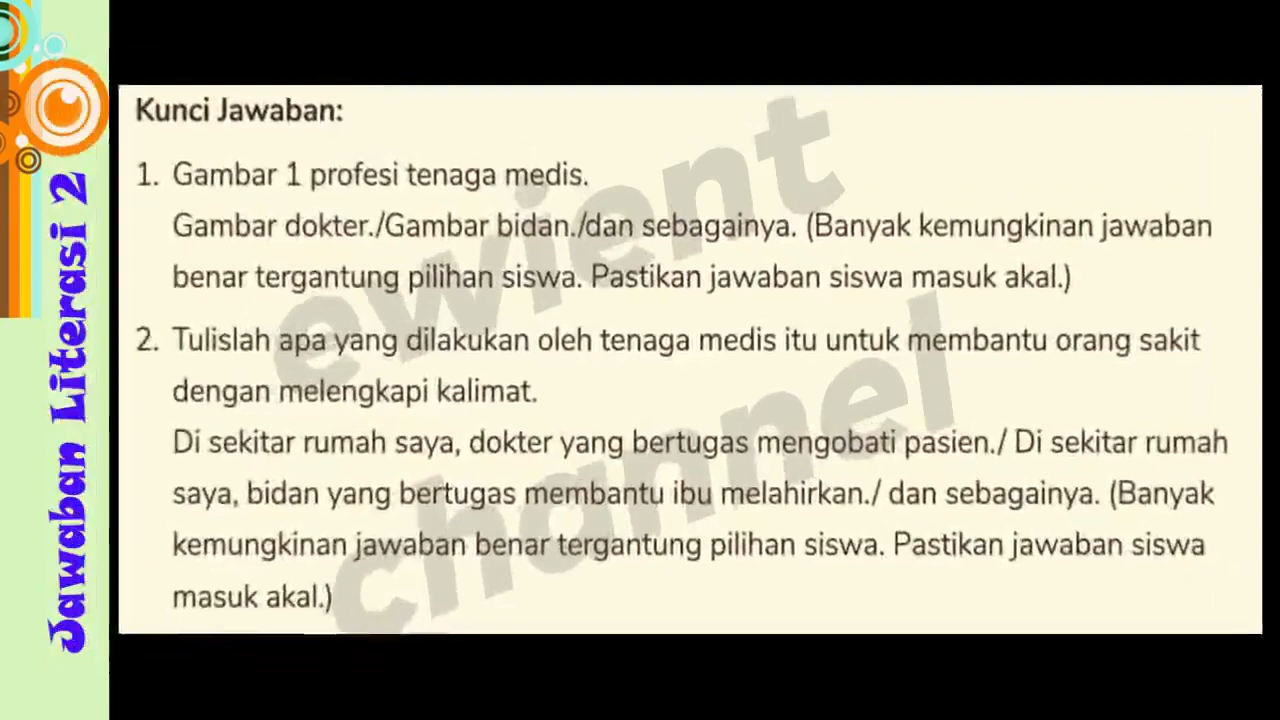 Jawaban Literasi 2
Kunci Jawaban:
1. Gambar 1 profesi tenaga medis.
Gambar dokter./Gambar bidan./dan sebagainya. (Banyak kemungkinan jawaban
benar tergantung pilihan siswa. Pastikan jawaban siswa masuk akal.)
2. Tulislah apa yang dilakukan oleh tenaga medis itu untuk membantu orang sakit
dengan melengkapi kalimat.
Di sekitar rumah saya, dokter yang bertugas mengobati pasien./ Di sekitar rumah
saya, bidan yang bertugas membantu ibu melahirkan./ dan sebagainya. (Banyak
kemungkinan jawaban benar tergantung pilihan siswa. Pastikan jawaban siswa
masuk akal.)
ewient
channel